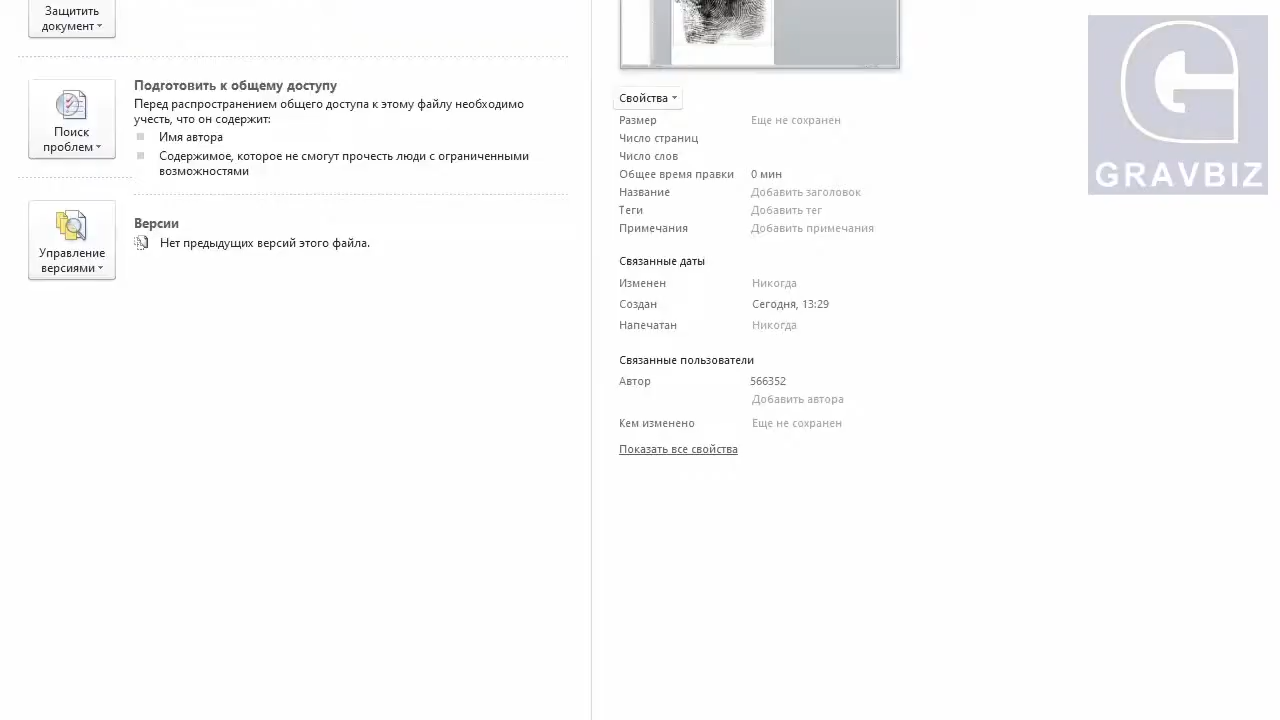 Защитить
документ
Подготовить к общему доступу
Перед распространением общего доступа к этому файлу необходимо
учесть, что он содержит:
Имя автора
Содержимое, которое не смогут прочесть люди с ограниченными
возможностями
Поиск
проблем
Версии
Нет предыдущих версий этого файла.
Управление
версиями
Свойства
Размер Еще не сохранен
Число страниц
Число слов
Общее время правки 0 мин
Название Добавить заголовок
Теги Добавить тег
Примечания Добавить примечания
Связанные даты
Изменен Никогда
Создан Сегодня, 13:29
Напечатан Никогда
Связанные пользователи
Автор 566352
Добавить автора
Кем изменено Еще не сохранен
Показать все свойства
GRAVBIZ